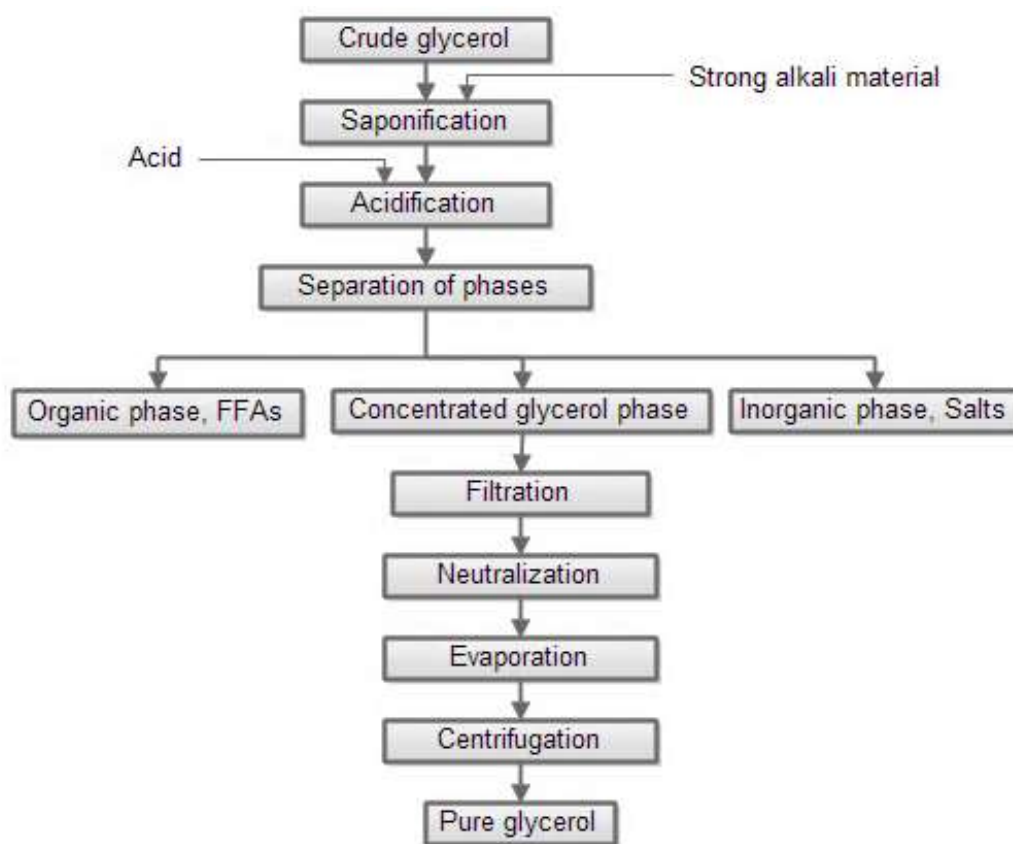 Crude glycerol
Strong alkali material
Saponification
Acid
Acidification
Separation of phases
Organic phase, FFAs
Concentrated glycerol phase
Inorganic phase, Salts
Filtration
Neutralization
Evaporation
Centrifugation
Pure glycerol